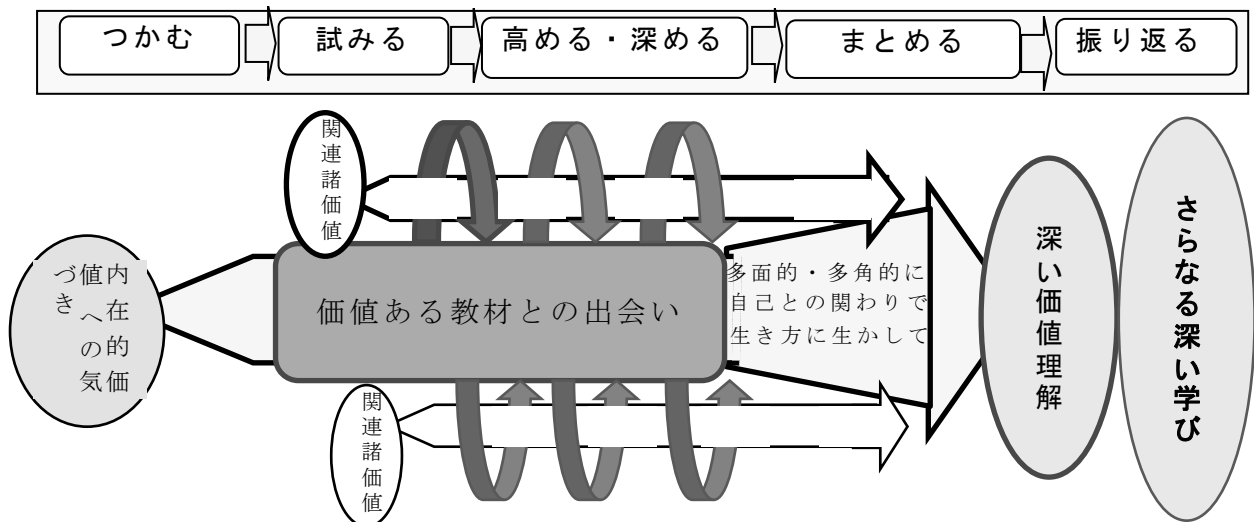 つかむ
試みる
高める・深める
まとめる
振り返る
関連諸価値
内在的価
値への気
づき
価値ある教材との出会い
多面的・多角的に
自己との関わりで
生き方に生かして
関連諸価値
深い価値理解
さらなる深い学び